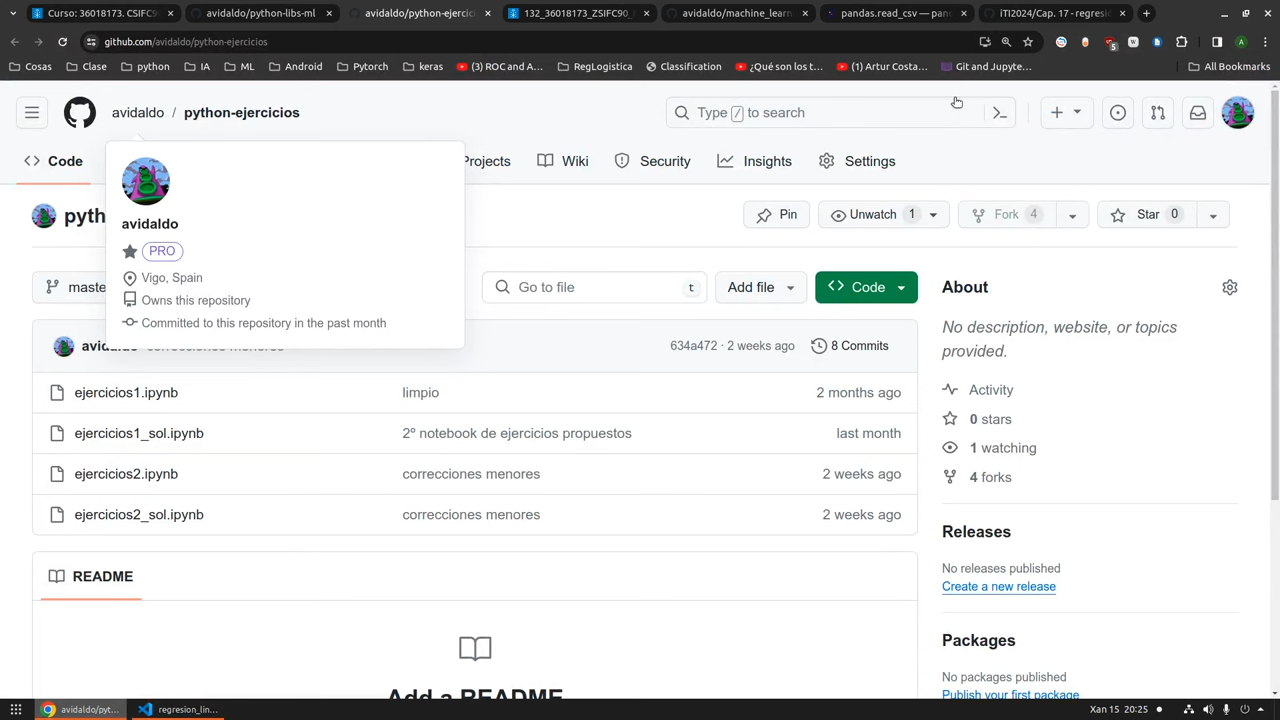 Curso: 36018173. CSIFC9
avidaldo/python-libs-ml
avidaldo/python-ejercici
132_36018173_ZSIFC90_
avidaldo/machine_learn
pandas.read_csv — pan
iTI2024/Cap. 17 - regresió
github.com/avidaldo/python-ejercicios
Cosas
Clase
python
IA
ML
Android
Pytorch
keras
(3) ROC and A...
RegLogistica
Classification
¿Qué son los t...
(1) Artur Costa...
Git and Jupyte...
All Bookmarks
avidaldo / python-ejercicios
Type / to search
Code
Projects
Wiki
Security
Insights
Settings
avidaldo
PRO
Vigo, Spain
Owns this repository
Committed to this repository in the past month
pyth
Pin
Unwatch 1
Fork 4
Star 0
maste
Go to file
t
Add file
Code
634a472 · 2 weeks ago
8 Commits
ejercicios1.ipynb limpio 2 months ago
ejercicios1_sol.ipynb 2º notebook de ejercicios propuestos last month
ejercicios2.ipynb correcciones menores 2 weeks ago
ejercicios2_sol.ipynb correcciones menores 2 weeks ago
README
Add a README
About
No description, website, or topics
provided.
Activity
0 stars
1 watching
4 forks
Releases
No releases published
Create a new release
Packages
No packages published
Publish your first package
avidaldo/pyt...
regresion_lin...
Xan 15 20:25